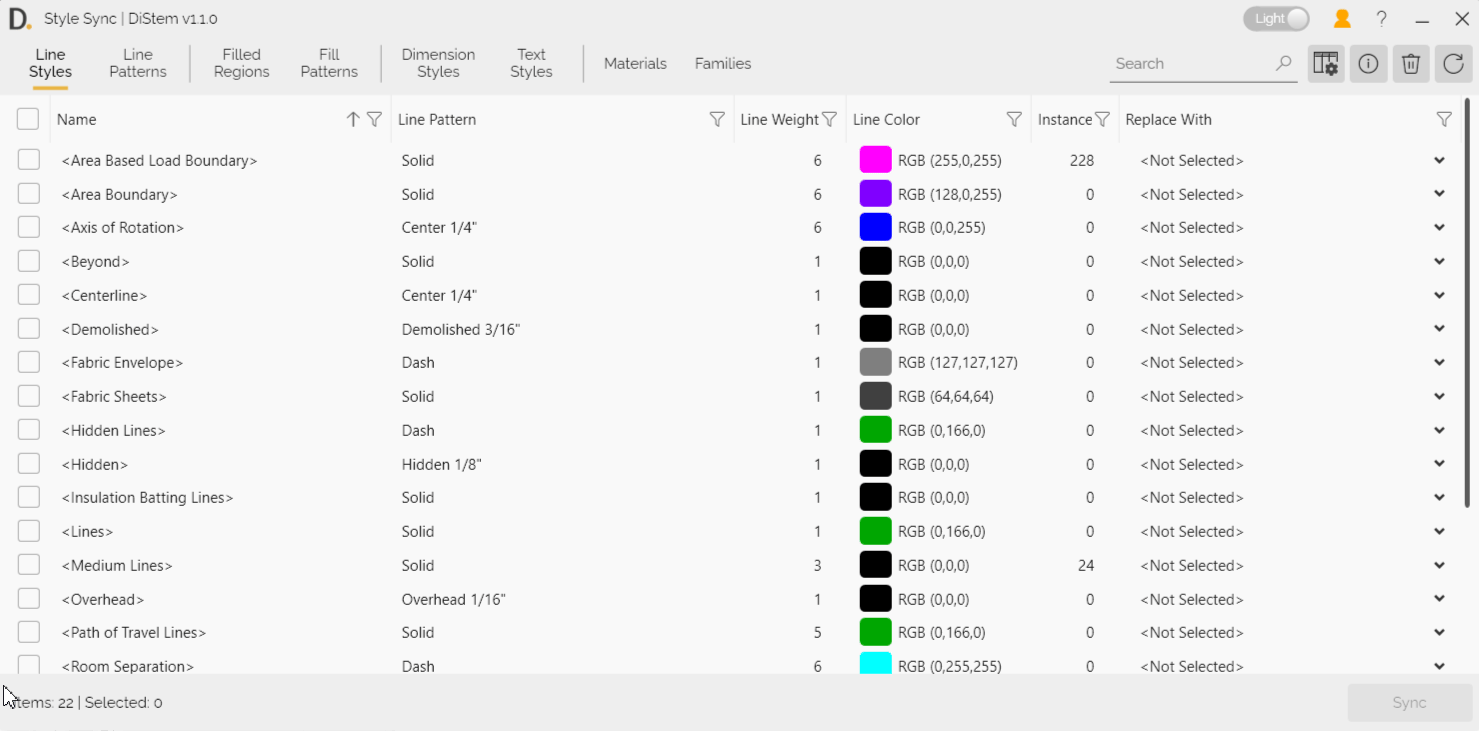 D. Style Sync | DiStem v1.1.0 Light ?
Line Styles Line Patterns Filled Regions Fill Patterns Dimension Styles Text Styles Materials Families Search
Name Line Pattern Line Weight Line Color Instance Replace With
<Area Based Load Boundary> Solid 6 RGB (255,0,255) 228 <Not Selected>
<Area Boundary> Solid 6 RGB (128,0,255) 0 <Not Selected>
<Axis of Rotation> Center 1/4" 6 RGB (0,0,255) 0 <Not Selected>
<Beyond> Solid 1 RGB (0,0,0) 0 <Not Selected>
<Centerline> Center 1/4" 1 RGB (0,0,0) 0 <Not Selected>
<Demolished> Demolished 3/16" 1 RGB (0,0,0) 0 <Not Selected>
<Fabric Envelope> Dash 1 RGB (127,127,127) 0 <Not Selected>
<Fabric Sheets> Solid 1 RGB (64,64,64) 0 <Not Selected>
<Hidden Lines> Dash 1 RGB (0,166,0) 0 <Not Selected>
<Hidden> Hidden 1/8" 1 RGB (0,0,0) 0 <Not Selected>
<Insulation Batting Lines> Solid 1 RGB (0,0,0) 0 <Not Selected>
<Lines> Solid 1 RGB (0,166,0) 0 <Not Selected>
<Medium Lines> Solid 3 RGB (0,0,0) 24 <Not Selected>
<Overhead> Overhead 1/16" 1 RGB (0,0,0) 0 <Not Selected>
<Path of Travel Lines> Solid 5 RGB (0,166,0) 0 <Not Selected>
<Room Separation> Dash 6 RGB (0,255,255) 0 <Not Selected>
Items: 22 | Selected: 0 Sync